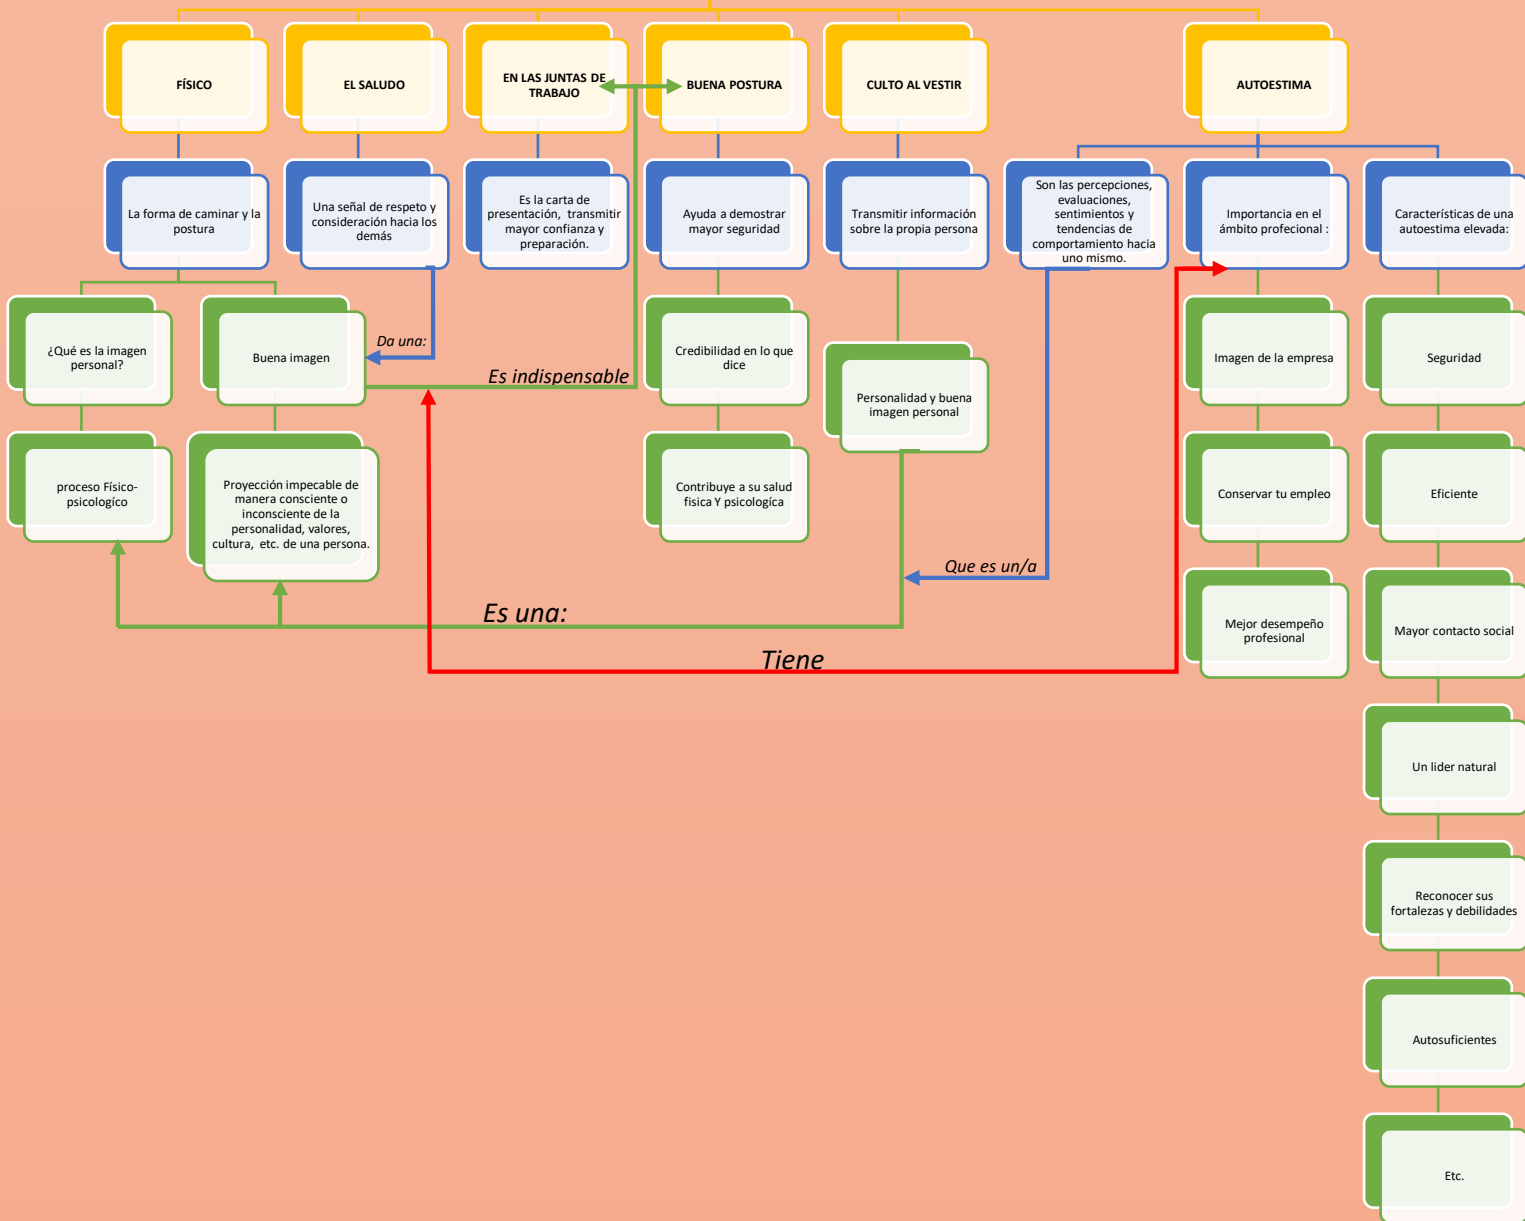 FÍSICO
EL SALUDO
EN LAS JUNTAS DE
TRABAJO
BUENA POSTURA
CULTO AL VESTIR
AUTOESTIMA
La forma de caminar y la
postura
Una señal de respeto y
consideración hacia los
demás
Es la carta de
presentación, transmitir
mayor confianza y
preparación.
Ayuda a demostrar
mayor seguridad
Transmitir información
sobre la propia persona
Son las percepciones,
evaluaciones,
sentimientos y
tendencias de
comportamiento hacia
uno mismo.
Importancia en el
ámbito profecional :
Características de una
autoestima elevada:
¿Qué es la imagen
personal?
Buena imagen
Da una:
Es indispensable
Credibilidad en lo que
dice
Personalidad y buena
imagen personal
Imagen de la empresa
Seguridad
proceso Físico-
psicologíco
Proyección impecable de
manera consciente o
inconsciente de la
personalidad, valores,
cultura, etc. de una persona.
Contribuye a su salud
fisica Y psicologíca
Conservar tu empleo
Eficiente
Que es un/a
Es una:
Tiene
Mejor desempeño
profesional
Mayor contacto social
Un lider natural
Reconocer sus
fortalezas y debilidades
Autosuficientes
Etc.